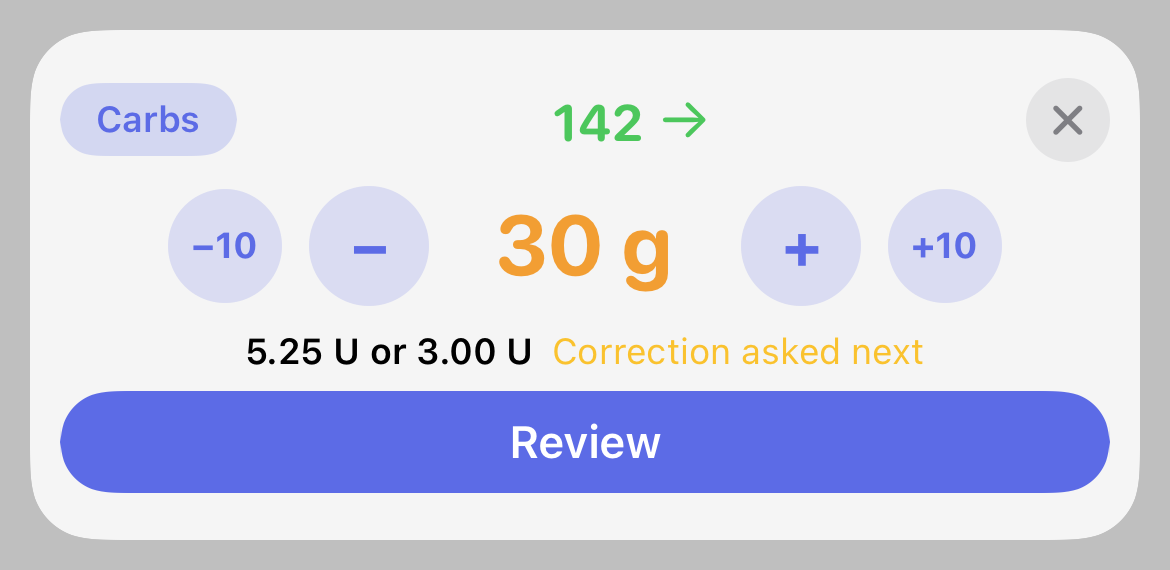 Carbs
142 →
−10 − 30 g + +10
5.25 U or 3.00 U Correction asked next
Review